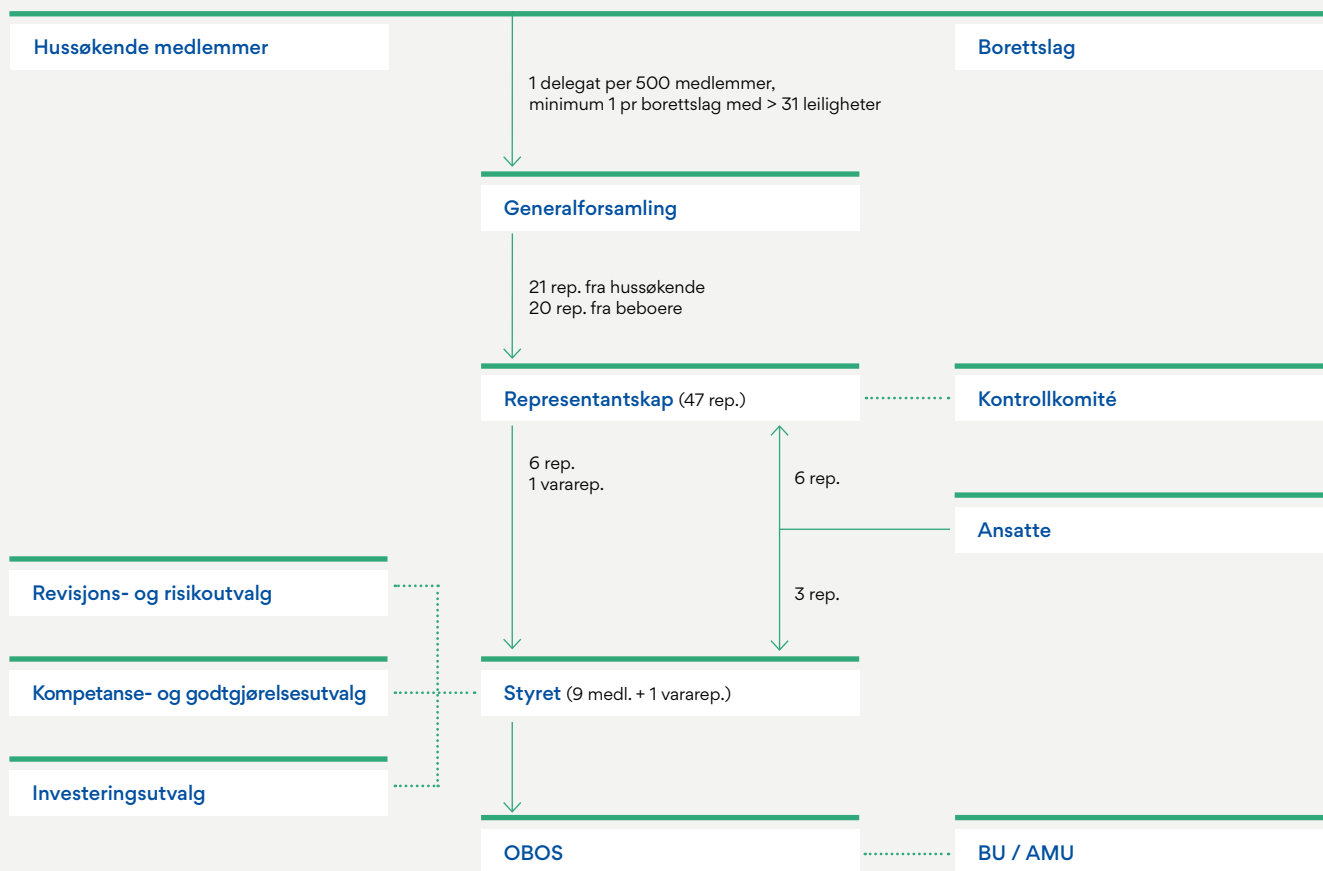 Hussøkende medlemmer
Borettslag
1 delegat per 500 medlemmer,
minimum 1 pr borettslag med > 31 leiligheter
Generalforsamling
21 rep. fra hussøkende
20 rep. fra beboere
Representantskap (47 rep.)
Kontrollkomité
6 rep.
1 vararep.
6 rep.
Ansatte
3 rep.
Revisjons- og risikoutvalg
Kompetanse- og godtgjørelsesutvalg
Styret (9 medl. + 1 vararep.)
Investeringsutvalg
OBOS
BU / AMU